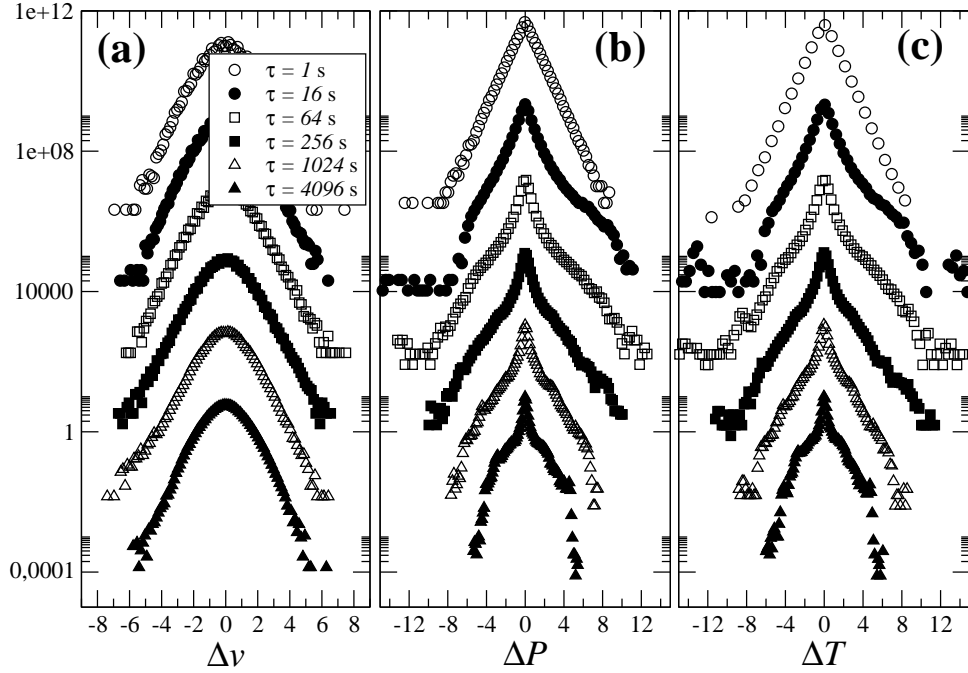 1e+12
1e+08
10000
1
0,0001
(a)
(b)
(c)
τ = 1 s
τ = 16 s
τ = 64 s
τ = 256 s
τ = 1024 s
τ = 4096 s
-8 -6 -4 -2 0 2 4 6 8
-12 -8 -4 0 4 8 12
-12 -8 -4 0 4 8 12
Δv
ΔP
ΔT